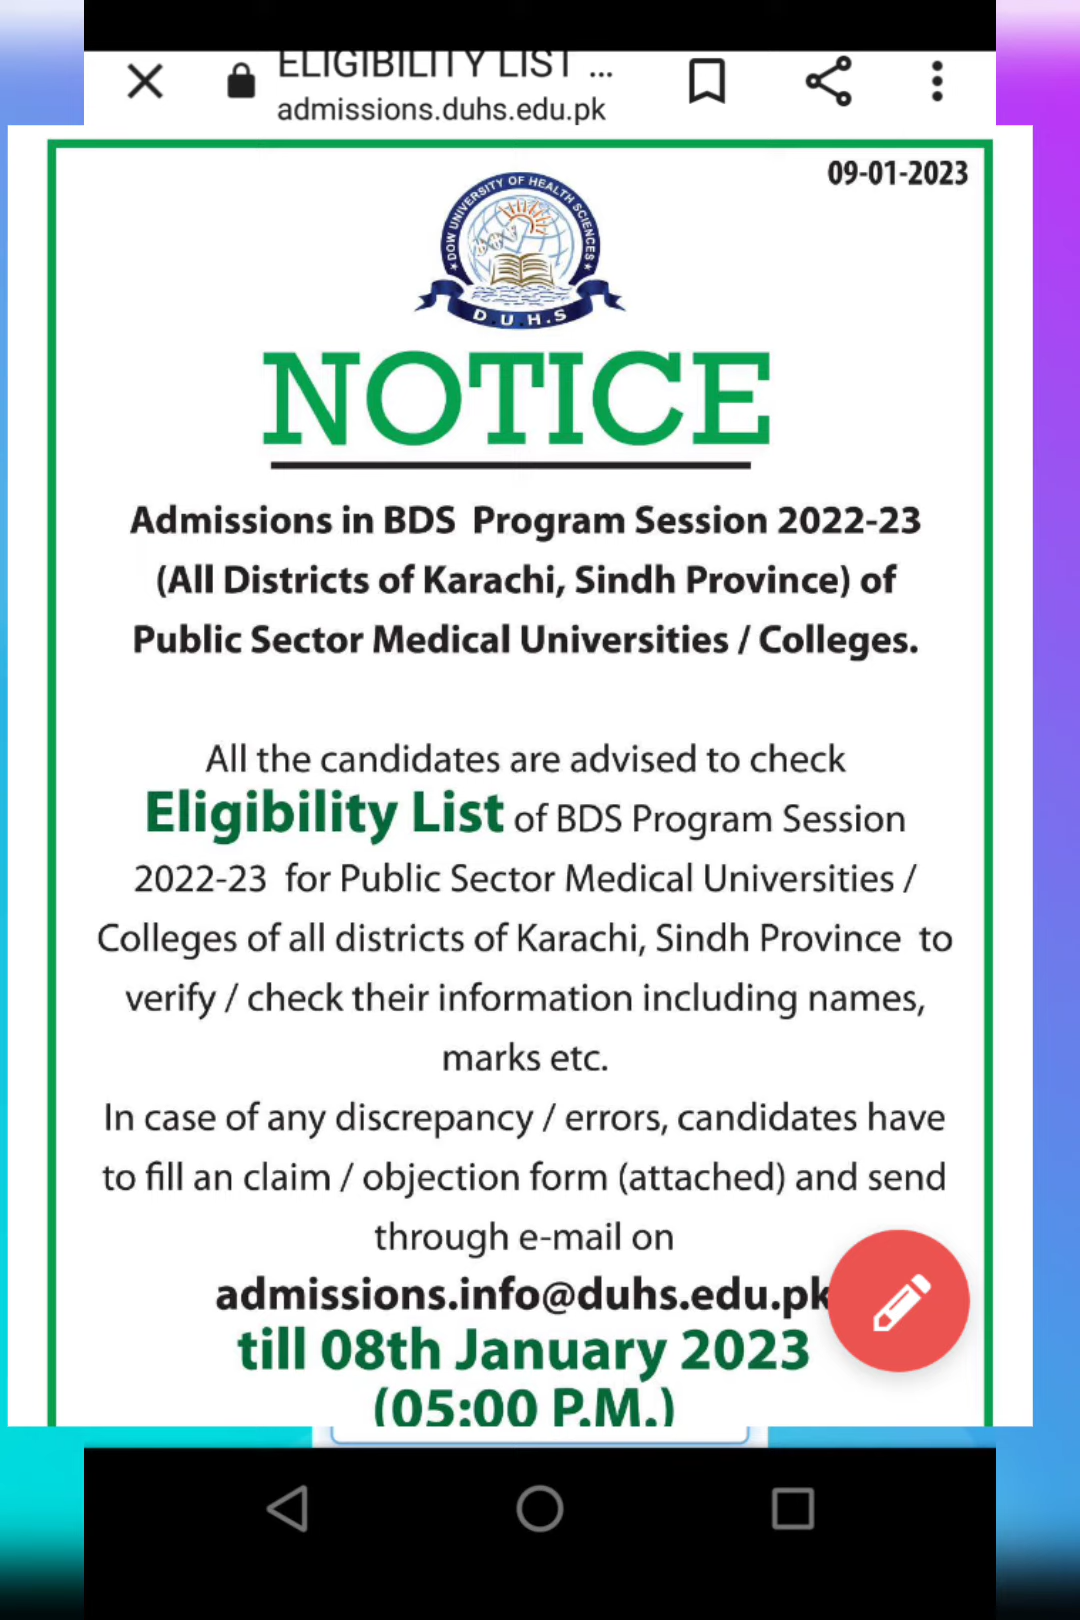 ELIGIBILITY LIST ...
admissions.duhs.edu.pk
09-01-2023
DOW UNIVERSITY OF HEALTH SCIENCES
D.U.H.S
NOTICE
Admissions in BDS Program Session 2022-23
(All Districts of Karachi, Sindh Province) of
Public Sector Medical Universities / Colleges.
All the candidates are advised to check
Eligibility List of BDS Program Session
2022-23 for Public Sector Medical Universities /
Colleges of all districts of Karachi, Sindh Province to
verify / check their information including names,
marks etc.
In case of any discrepancy / errors, candidates have
to fill an claim / objection form (attached) and send
through e-mail on
admissions.info@duhs.edu.pk
till 08th January 2023
(05:00 P.M.)